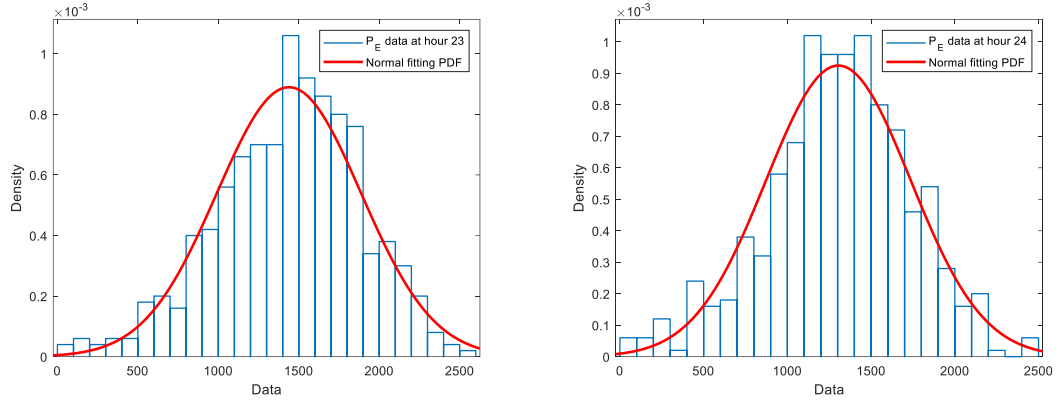 ×10⁻³
P_E data at hour 23
Normal fitting PDF
1
0.8
0.6
0.4
0.2
0
Density
0 500 1000 1500 2000 2500
Data
×10⁻³
P_E data at hour 24
Normal fitting PDF
1
0.9
0.8
0.7
0.6
0.5
0.4
0.3
0.2
0.1
0
Density
0 500 1000 1500 2000 2500
Data